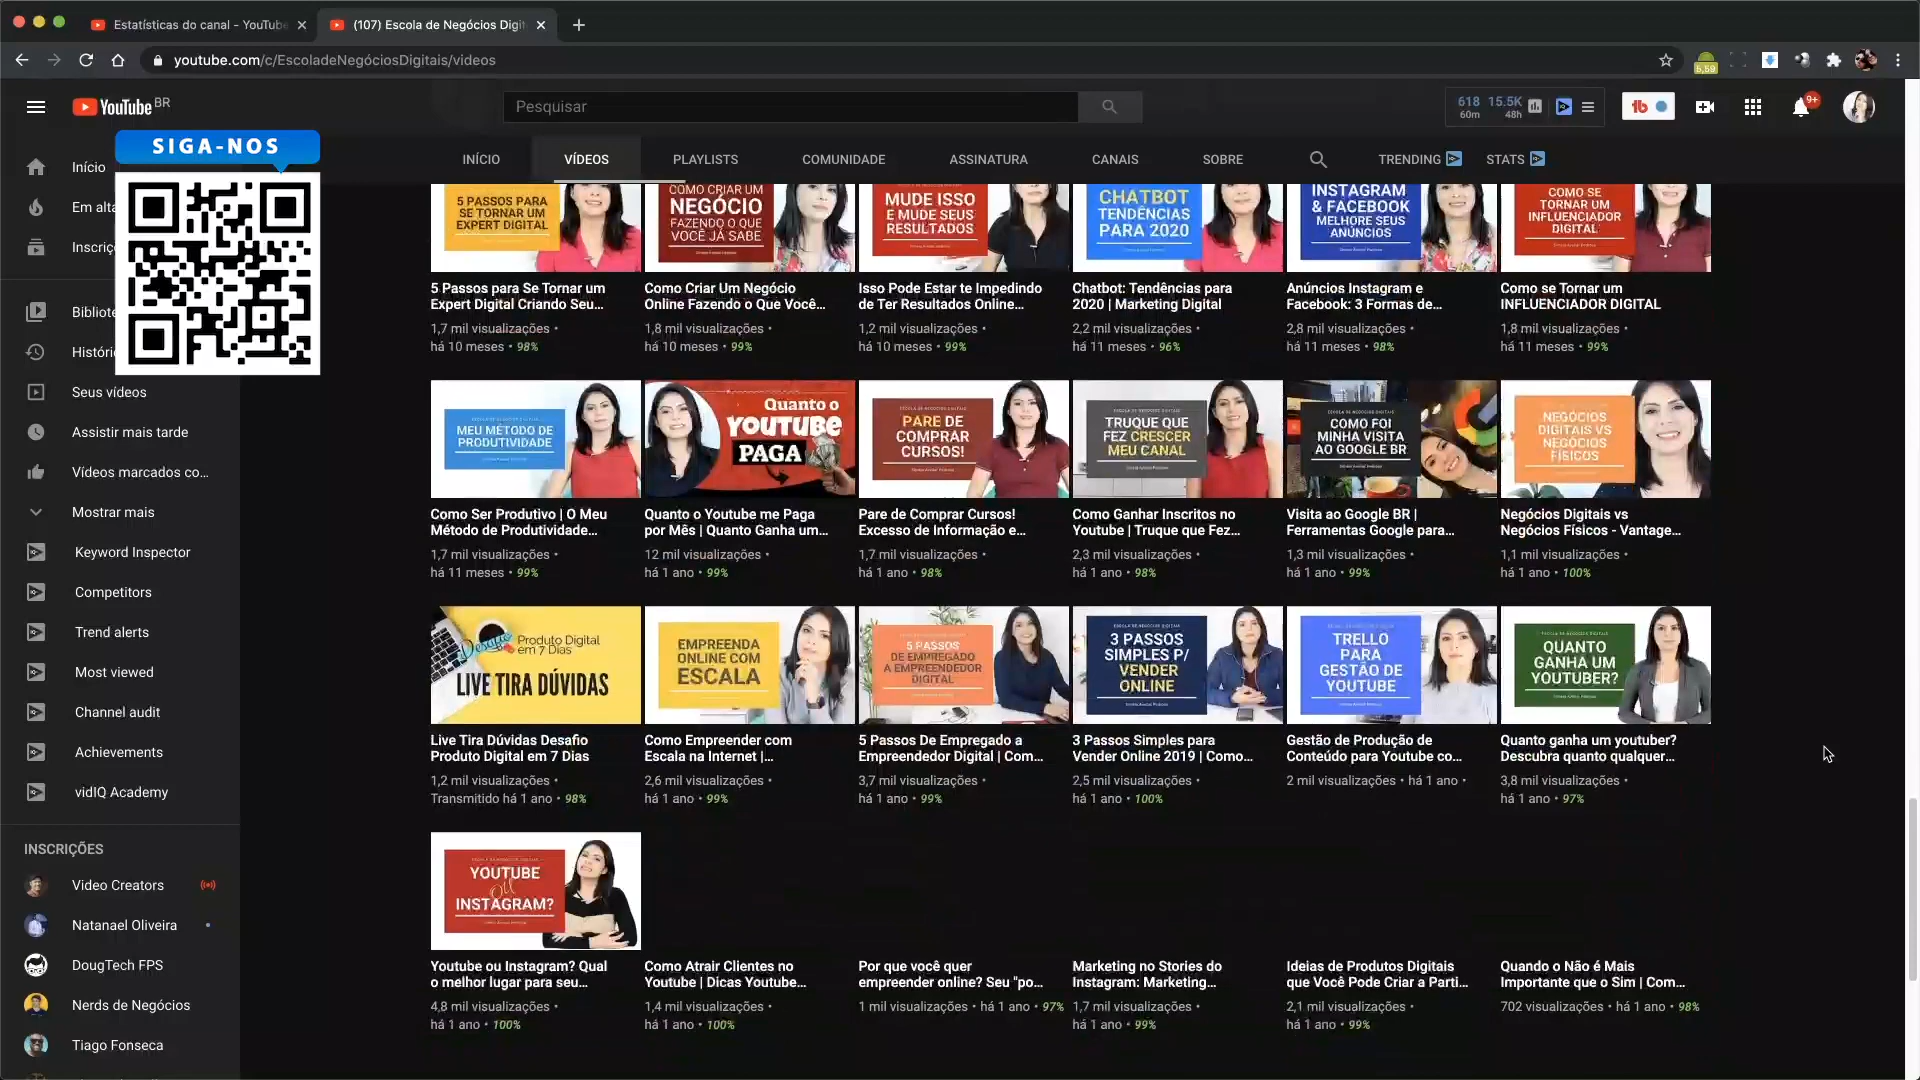 Estatísticas do canal - YouTube
(107) Escola de Negócios Digit
youtube.com/c/EscoladeNegóciosDigitais/videos
5,59
YouTube BR
Pesquisar
618 15.5K
60m 48h
9+
SIGA-NOS
INÍCIO VÍDEOS PLAYLISTS COMUNIDADE ASSINATURA CANAIS SOBRE TRENDING STATS
Início
Em alta
Inscriç
Bibliote
Históri
Seus vídeos
Assistir mais tarde
Vídeos marcados co...
Mostrar mais
Keyword Inspector
Competitors
Trend alerts
Most viewed
Channel audit
Achievements
vidIQ Academy
INSCRIÇÕES
Video Creators
Natanael Oliveira
DougTech FPS
Nerds de Negócios
Tiago Fonseca
5 PASSOS PARA
SE TORNAR UM
EXPERT DIGITAL
5 Passos para Se Tornar um
Expert Digital Criando Seu...
1,7 mil visualizações •
há 10 meses • 98%
COMO CRIAR UM
NEGÓCIO
FAZENDO O QUE
VOCÊ JÁ SABE
Como Criar Um Negócio
Online Fazendo o Que Você...
1,8 mil visualizações •
há 10 meses • 99%
MUDE ISSO
E MUDE SEUS
RESULTADOS
Isso Pode Estar te Impedindo
de Ter Resultados Online...
1,2 mil visualizações •
há 10 meses • 99%
CHATBOT
TENDÊNCIAS
PARA 2020
Chatbot: Tendências para
2020 | Marketing Digital
2,2 mil visualizações •
há 11 meses • 96%
INSTAGRAM
& FACEBOOK
MELHORE SEUS
ANÚNCIOS
Anúncios Instagram e
Facebook: 3 Formas de...
2,8 mil visualizações •
há 11 meses • 98%
COMO SE
TORNAR UM
INFLUENCIADOR
DIGITAL
Como se Tornar um
INFLUENCIADOR DIGITAL
1,8 mil visualizações •
há 11 meses • 99%
MEU MÉTODO DE
PRODUTIVIDADE
Como Ser Produtivo | O Meu
Método de Produtividade...
1,7 mil visualizações •
há 11 meses • 99%
Quanto o
YOUTUBE
PAGA
Quanto o Youtube me Paga
por Mês | Quanto Ganha um...
12 mil visualizações •
há 1 ano • 99%
PARE DE
COMPRAR
CURSOS!
Pare de Comprar Cursos!
Excesso de Informação e...
1,7 mil visualizações •
há 1 ano • 98%
TRUQUE QUE
FEZ CRESCER
MEU CANAL
Como Ganhar Inscritos no
Youtube | Truque que Fez...
2,3 mil visualizações •
há 1 ano • 98%
COMO FOI
MINHA VISITA
AO GOOGLE BR
Visita ao Google BR |
Ferramentas Google para...
1,3 mil visualizações •
há 1 ano • 99%
NEGÓCIOS
DIGITAIS VS
NEGÓCIOS
FÍSICOS
Negócios Digitais vs
Negócios Físicos - Vantage...
1,1 mil visualizações •
há 1 ano • 100%
Desafio Produto Digital
em 7 Dias
LIVE TIRA DÚVIDAS
Live Tira Dúvidas Desafio
Produto Digital em 7 Dias
1,2 mil visualizações •
Transmitido há 1 ano • 98%
EMPREENDA
ONLINE COM
ESCALA
Como Empreender com
Escala na Internet |...
2,6 mil visualizações •
há 1 ano • 99%
5 PASSOS
DE EMPREGADO
A EMPREENDEDOR
DIGITAL
5 Passos De Empregado a
Empreendedor Digital | Com...
3,7 mil visualizações •
há 1 ano • 99%
3 PASSOS
SIMPLES P/
VENDER
ONLINE
3 Passos Simples para
Vender Online 2019 | Como...
2,5 mil visualizações •
há 1 ano • 100%
TRELLO
PARA
GESTÃO DE
YOUTUBE
Gestão de Produção de
Conteúdo para Youtube co...
2 mil visualizações • há 1 ano •
QUANTO
GANHA UM
YOUTUBER?
Quanto ganha um youtuber?
Descubra quanto qualquer...
3,8 mil visualizações •
há 1 ano • 97%
YOUTUBE
ou
INSTAGRAM?
Youtube ou Instagram? Qual
o melhor lugar para seu...
4,8 mil visualizações •
há 1 ano • 100%
Como Atrair Clientes no
Youtube | Dicas Youtube...
1,4 mil visualizações •
há 1 ano • 100%
Por que você quer
empreender online? Seu "po...
1 mil visualizações • há 1 ano • 97%
Marketing no Stories do
Instagram: Marketing...
1,7 mil visualizações •
há 1 ano • 99%
Ideias de Produtos Digitais
que Você Pode Criar a Parti...
2,1 mil visualizações •
há 1 ano • 99%
Quando o Não é Mais
Importante que o Sim | Com...
702 visualizações • há 1 ano • 98%